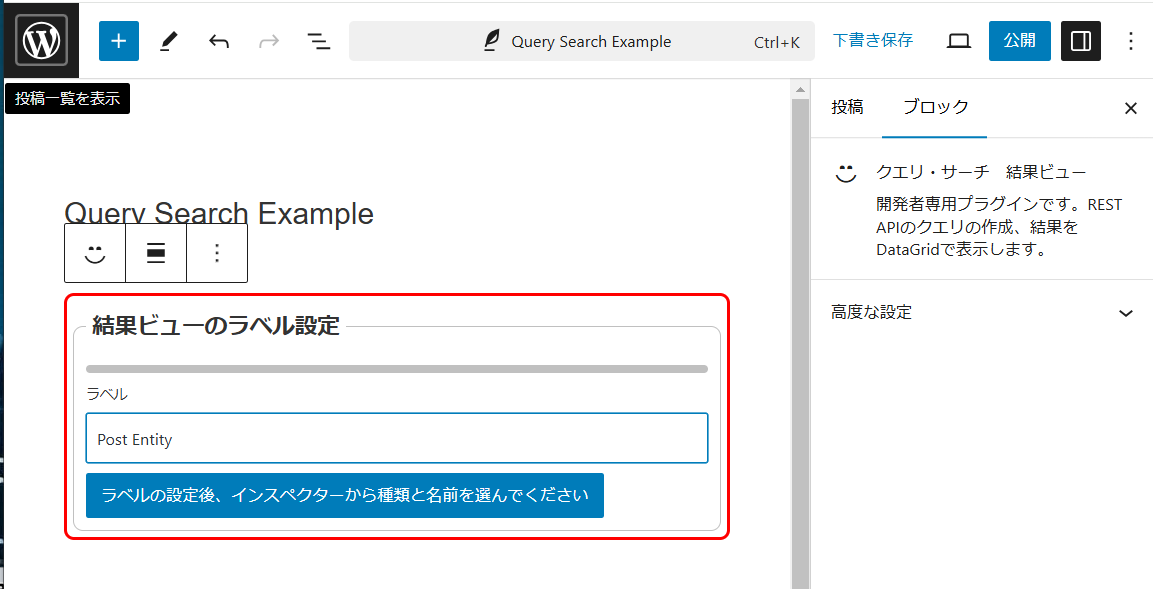 Query Search Example
Ctrl+K
下書き保存
公開
投稿一覧を表示
投稿
ブロック
クエリ・サーチ　結果ビュー
開発者専用プラグインです。REST
APIのクエリの作成、結果を
DataGridで表示します。
高度な設定
Query Search Example
結果ビューのラベル設定
ラベル
Post Entity
ラベルの設定後、インスペクターから種類と名前を選んでください